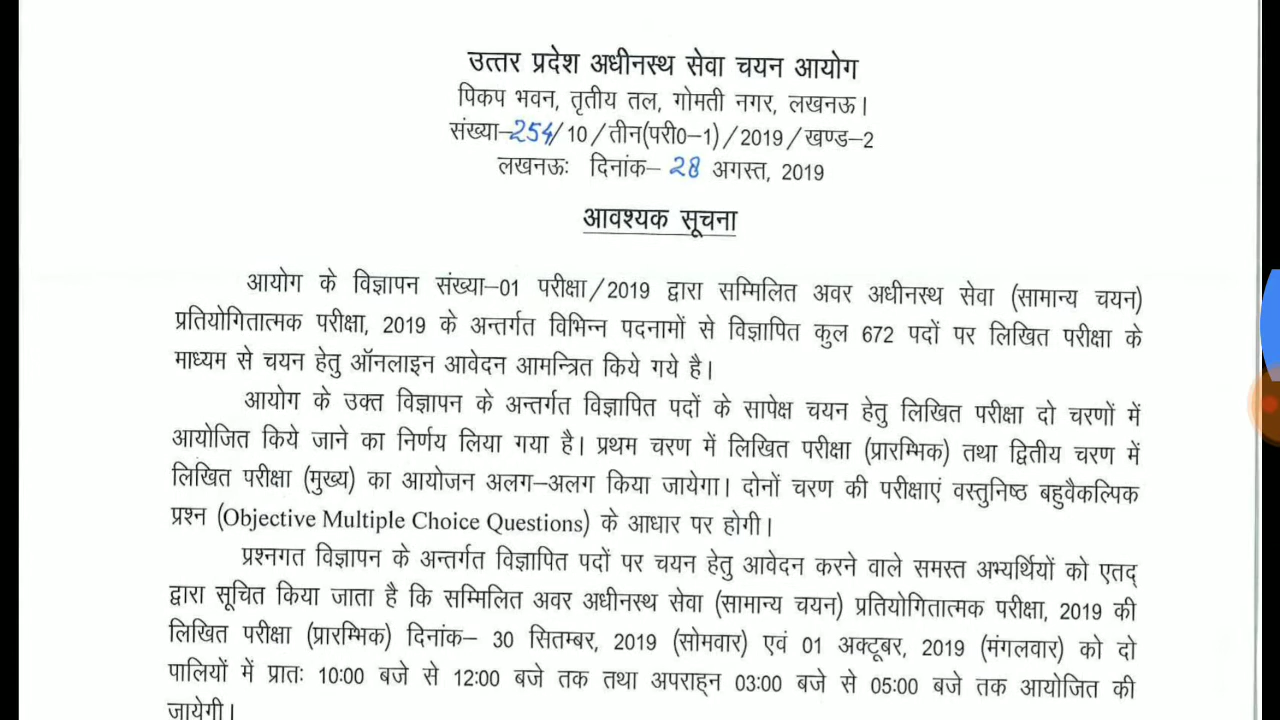 उत्तर प्रदेश अधीनस्थ सेवा चयन आयोग
पिकप भवन, तृतीय तल, गोमती नगर, लखनऊ।
संख्या–254/10/तीन(परी0–1)/2019/खण्ड–2
लखनऊः दिनांक– 28 अगस्त, 2019
आवश्यक सूचना
आयोग के विज्ञापन संख्या–01 परीक्षा/2019 द्वारा सम्मिलित अवर अधीनस्थ सेवा (सामान्य चयन)
प्रतियोगितात्मक परीक्षा, 2019 के अन्तर्गत विभिन्न पदनामों से विज्ञापित कुल 672 पदों पर लिखित परीक्षा के
माध्यम से चयन हेतु ऑनलाइन आवेदन आमन्त्रित किये गये है।
आयोग के उक्त विज्ञापन के अन्तर्गत विज्ञापित पदों के सापेक्ष चयन हेतु लिखित परीक्षा दो चरणों में
आयोजित किये जाने का निर्णय लिया गया है। प्रथम चरण में लिखित परीक्षा (प्रारम्भिक) तथा द्वितीय चरण में
लिखित परीक्षा (मुख्य) का आयोजन अलग–अलग किया जायेगा। दोनों चरण की परीक्षाएं वस्तुनिष्ठ बहुवैकल्पिक
प्रश्न (Objective Multiple Choice Questions) के आधार पर होगी।
प्रश्नगत विज्ञापन के अन्तर्गत विज्ञापित पदों पर चयन हेतु आवेदन करने वाले समस्त अभ्यर्थियों को एतद्
द्वारा सूचित किया जाता है कि सम्मिलित अवर अधीनस्थ सेवा (सामान्य चयन) प्रतियोगितात्मक परीक्षा, 2019 की
लिखित परीक्षा (प्रारम्भिक) दिनांक– 30 सितम्बर, 2019 (सोमवार) एवं 01 अक्टूबर, 2019 (मंगलवार) को दो
पालियों में प्रातः 10:00 बजे से 12:00 बजे तक तथा अपराह्न 03:00 बजे से 05:00 बजे तक आयोजित की
जायेगी।